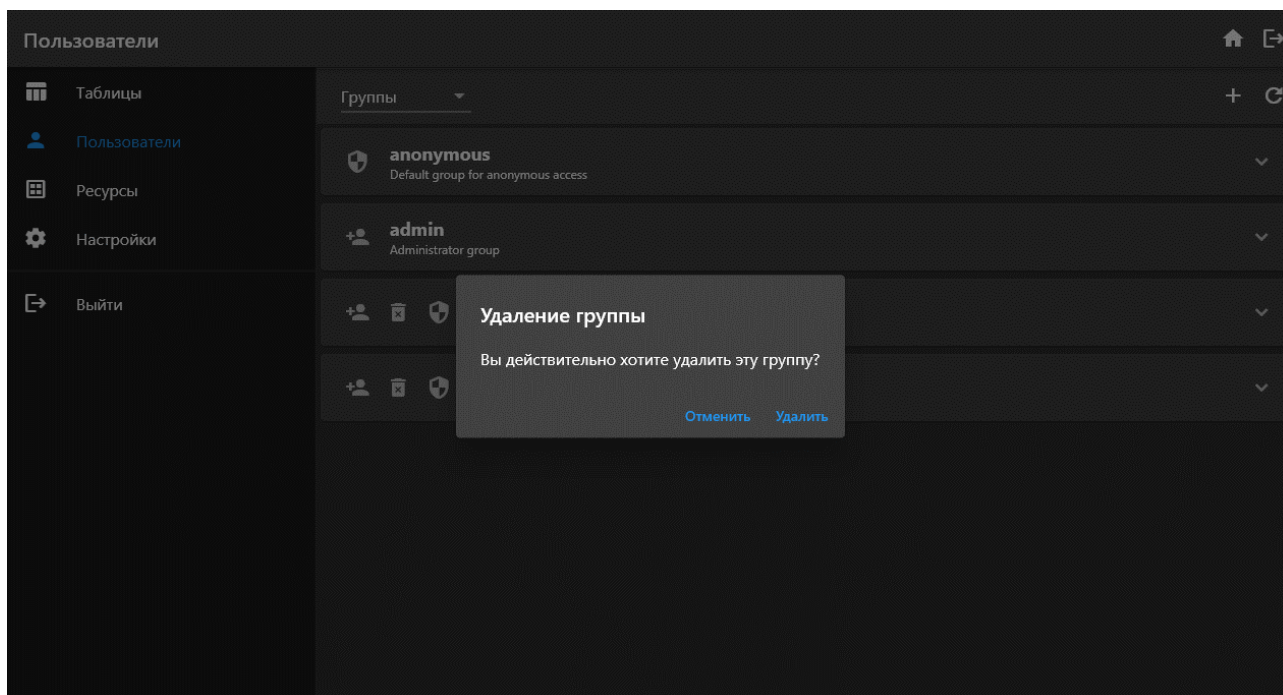 Пользователи
Таблицы
Пользователи
Ресурсы
Настройки
Выйти
Группы
anonymous
Default group for anonymous access
admin
Administrator group
Удаление группы
Вы действительно хотите удалить эту группу?
Отменить Удалить